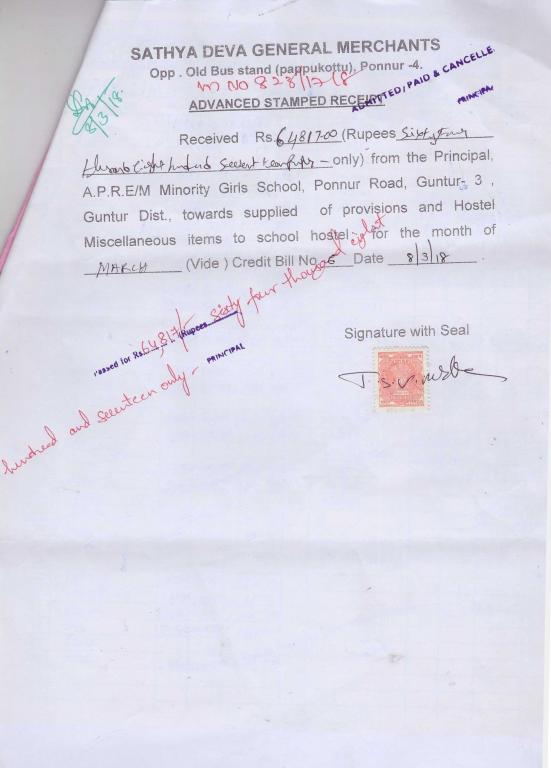 SATHYA DEVA GENERAL MERCHANTS
Opp . Old Bus stand (pappukottu), Ponnur -4.
NO 828/17-18
ADMITTED, PAID & CANCELLE
PRINCIPAL
8/3/18
ADVANCED STAMPED RECEIPT
Received Rs.64817.00 (Rupees Sixty Four
thousand Eight hundred Seventeen rupees - only) from the Principal,
A.P.R.E/M Minority Girls School, Ponnur Road, Guntur- 3 ,
Guntur Dist., towards supplied of provisions and Hostel
Miscellaneous items to school hostel for the month of
MARCH (Vide ) Credit Bill No. 6 Date 8/3/18 .
Passed for Rs. 64,817/- (Rupees Sixty four thousand eight
hundred and seventeen only -
PRINCIPAL
Signature with Seal